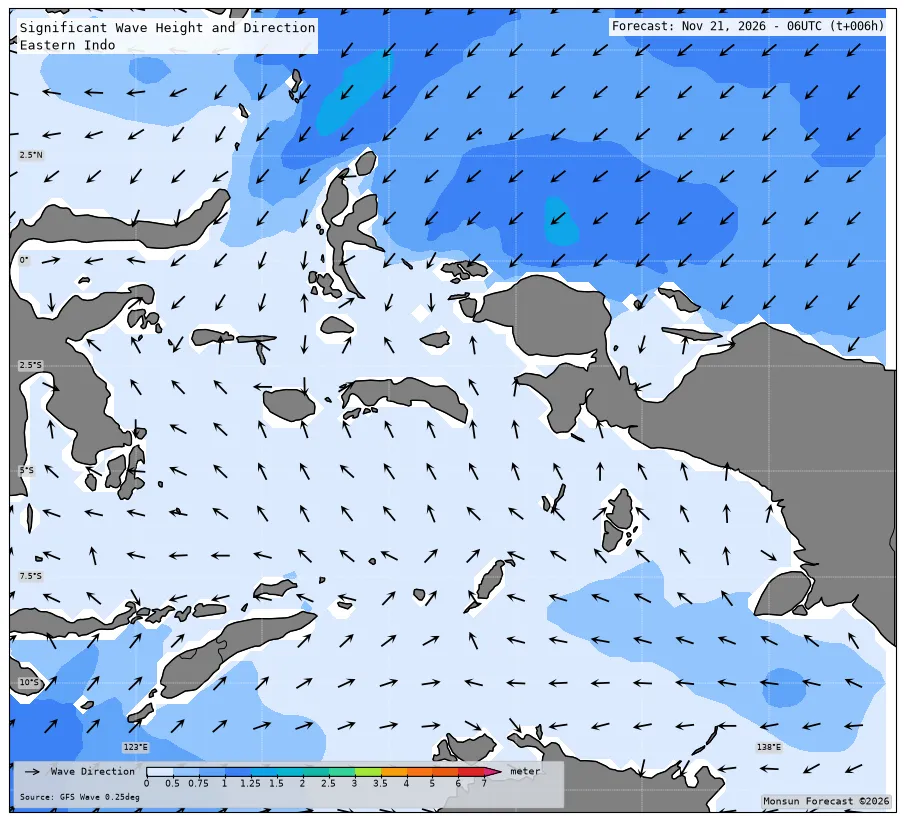 Significant Wave Height and Direction
Eastern Indo
Forecast: Nov 21, 2026 - 06UTC (t+006h)
2.5°N
0°
2.5°S
5°S
7.5°S
10°S
123°E
138°E
Wave Direction
meter
0 0.5 0.75 1 1.25 1.5 2 2.5 3 3.5 4 5 6 7
Source: GFS Wave 0.25deg
Monsun Forecast ©2026